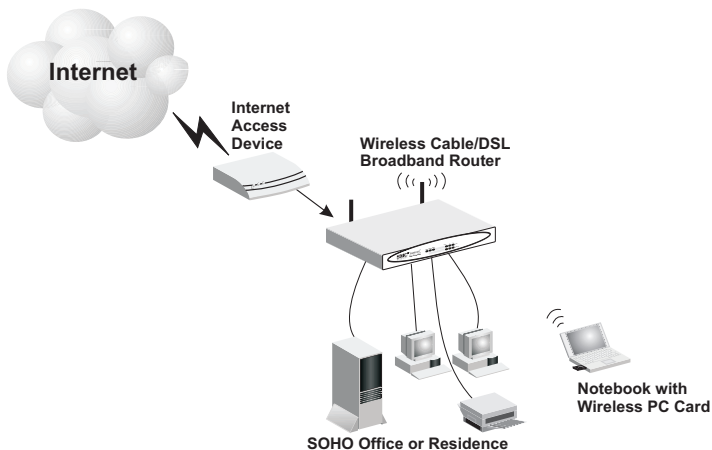 Internet
Internet
Access
Device
Wireless Cable/DSL
Broadband Router
Notebook with
Wireless PC Card
SOHO Office or Residence